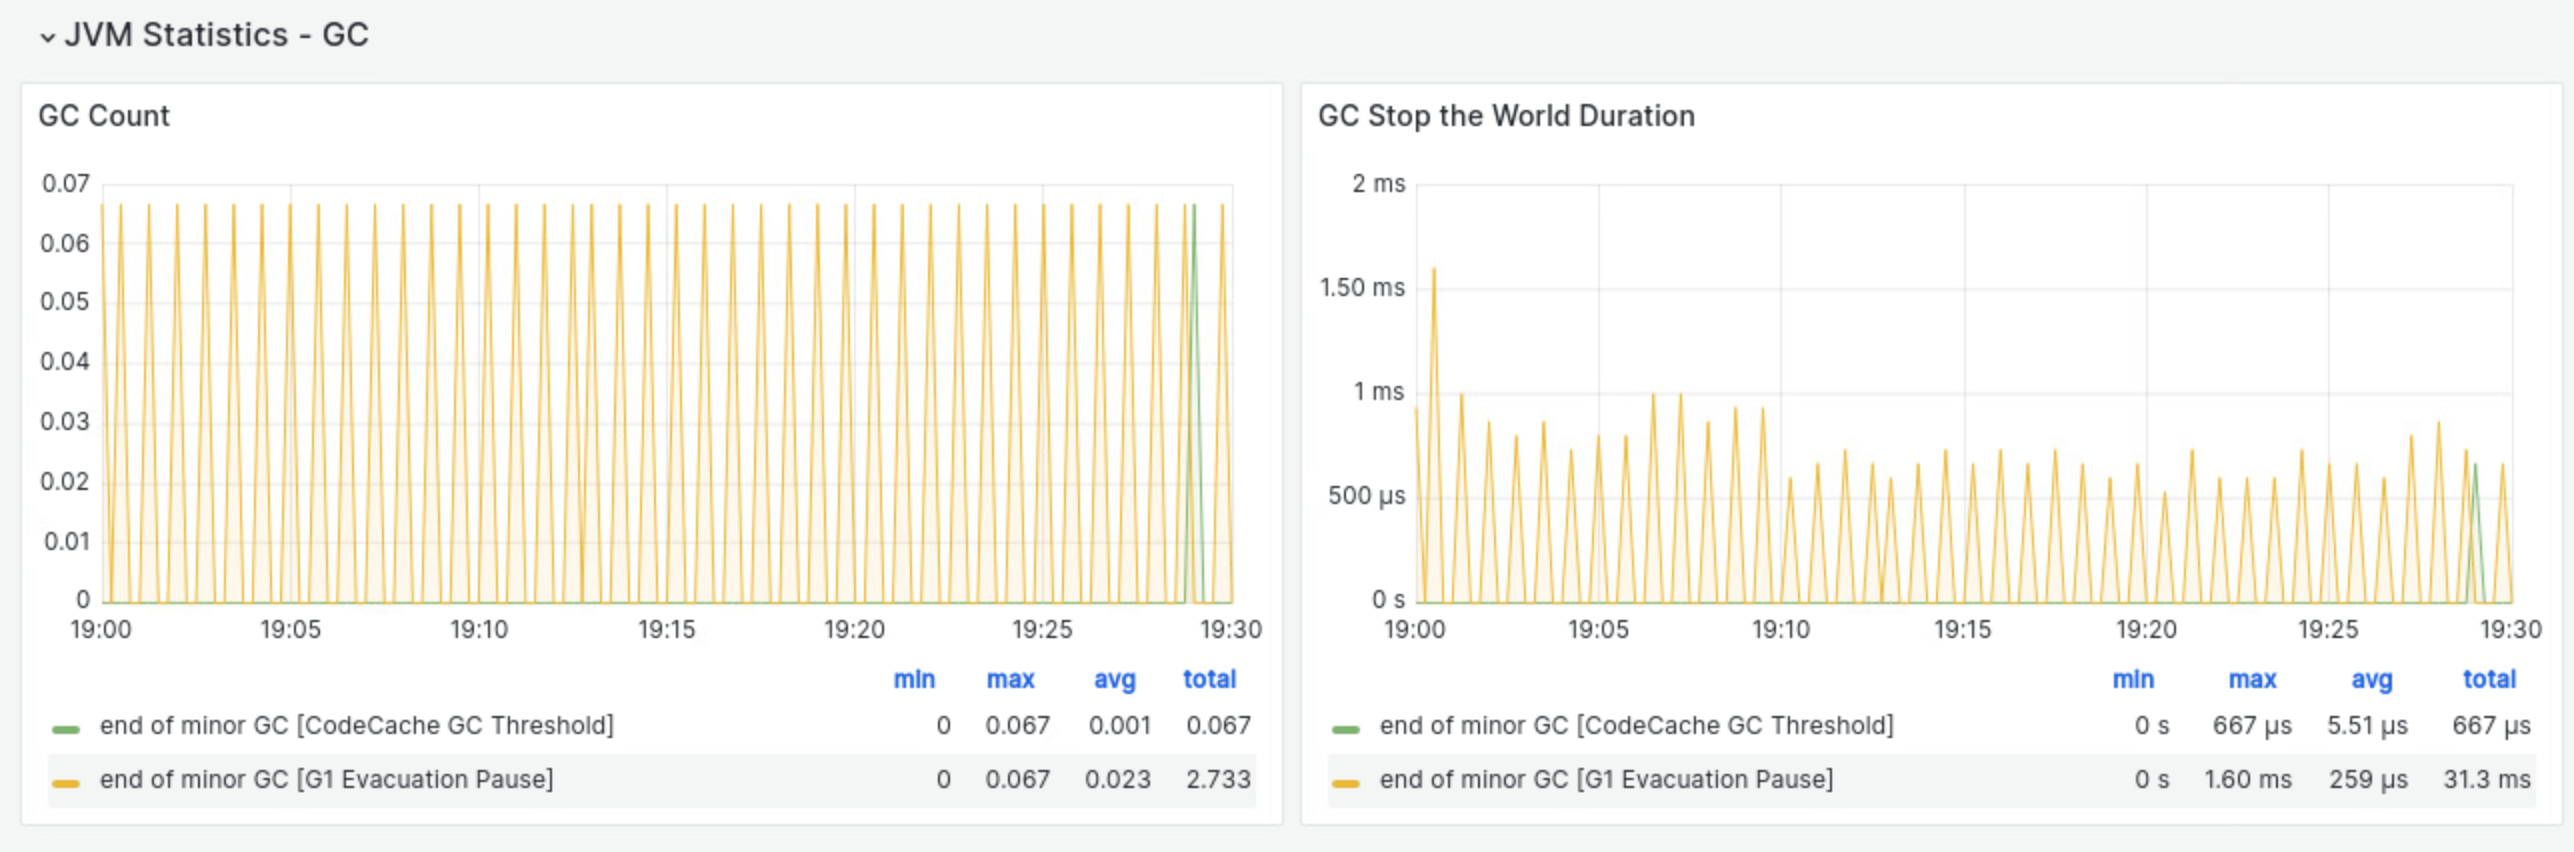 JVM Statistics - GC
GC Count
0.07
0.06
0.05
0.04
0.03
0.02
0.01
0
19:00 19:05 19:10 19:15 19:20 19:25 19:30
min max avg total
end of minor GC [CodeCache GC Threshold] 0 0.067 0.001 0.067
end of minor GC [G1 Evacuation Pause] 0 0.067 0.023 2.733
GC Stop the World Duration
2 ms
1.50 ms
1 ms
500 µs
0 s
19:00 19:05 19:10 19:15 19:20 19:25 19:30
min max avg total
end of minor GC [CodeCache GC Threshold] 0 s 667 µs 5.51 µs 667 µs
end of minor GC [G1 Evacuation Pause] 0 s 1.60 ms 259 µs 31.3 ms